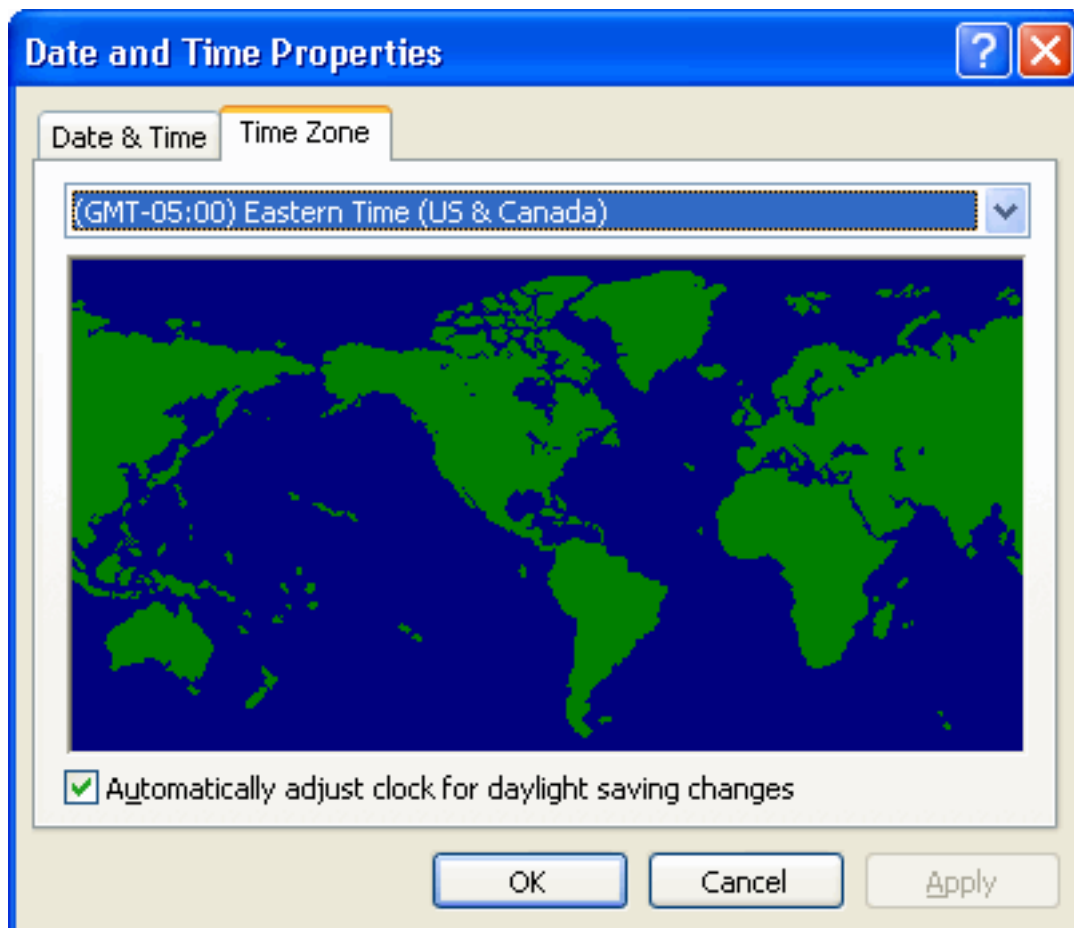 Date and Time Properties
Date & Time
Time Zone
(GMT-05:00) Eastern Time (US & Canada)
Automatically adjust clock for daylight saving changes
OK
Cancel
Apply